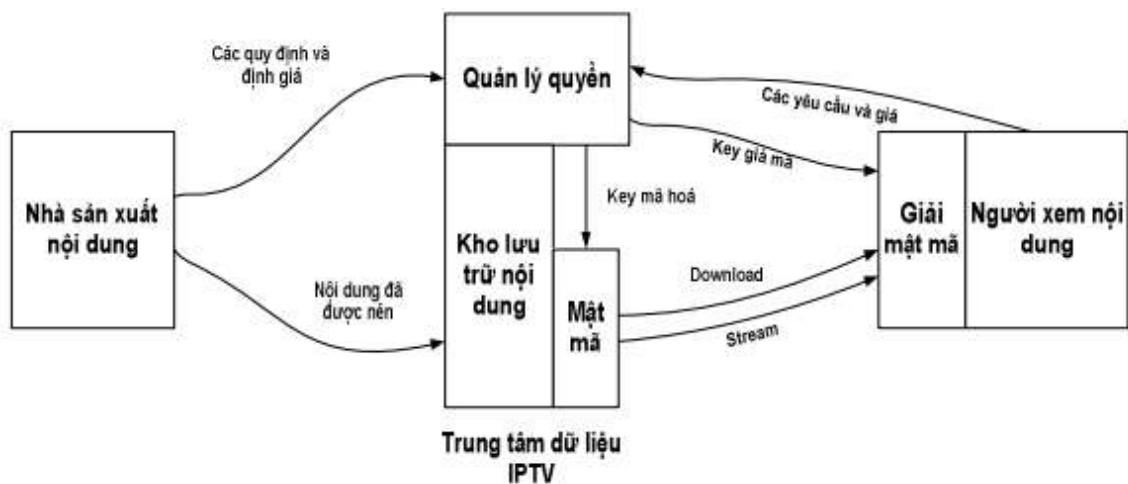 Các quy định và
định giá
Quản lý quyền
Các yêu cầu và giá
Key giả mã
Nhà sản xuất
nội dung
Key mã hoá
Kho lưu
trữ nội
dung
Giải
mật mã
Người xem nội
dung
Nôi dung đã
được nén
Mật
mã
Download
Stream
Trung tâm dữ liệu
IPTV